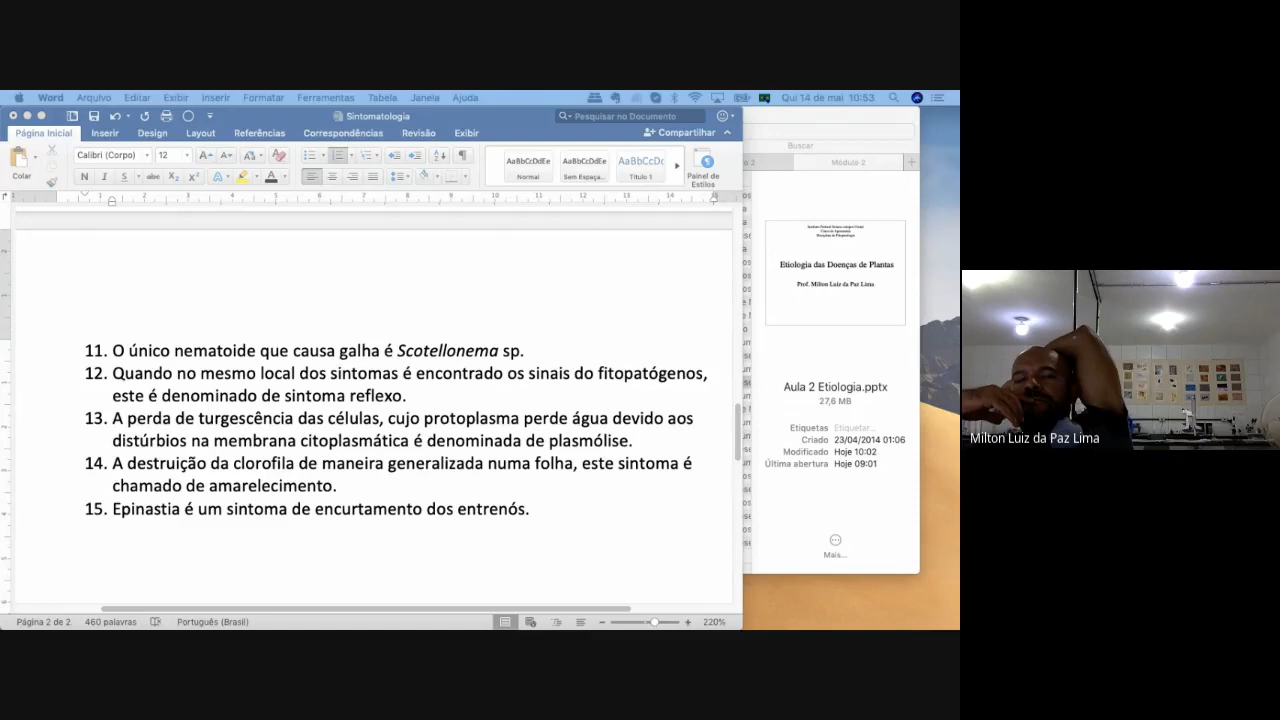 Word Arquivo Editar Exibir Inserir Formatar Ferramentas Tabela Janela Ajuda Qui 14 de mai 10:53
Sintomatologia
Pesquisar no Documento
Página Inicial Inserir Design Layout Referências Correspondências Revisão Exibir Compartilhar
Buscar
Módulo 2
Colar
Calibri (Corpo) 12
AaBbCcDdEe AaBbCcDdEe AaBbCcDc
Normal Sem Espaça... Título 1
Painel de
Estilos
11. O único nematoide que causa galha é Scotellonema sp.
12. Quando no mesmo local dos sintomas é encontrado os sinais do fitopatógenos,
este é denominado de sintoma reflexo.
13. A perda de turgescência das células, cujo protoplasma perde água devido aos
distúrbios na membrana citoplasmática é denominada de plasmólise.
14. A destruição da clorofila de maneira generalizada numa folha, este sintoma é
chamado de amarelecimento.
15. Epinastia é um sintoma de encurtamento dos entrenós.
Página 2 de 2 460 palavras Português (Brasil) 220%
Etiologia das Doenças de Plantas
Prof. Milton Luiz da Paz Lima
Aula 2 Etiologia.pptx
27,6 MB
Etiquetas Etiquetar...
Criado 23/04/2014 01:06
Modificado Hoje 10:02
Última abertura Hoje 09:01
Mais...
Milton Luiz da Paz Lima